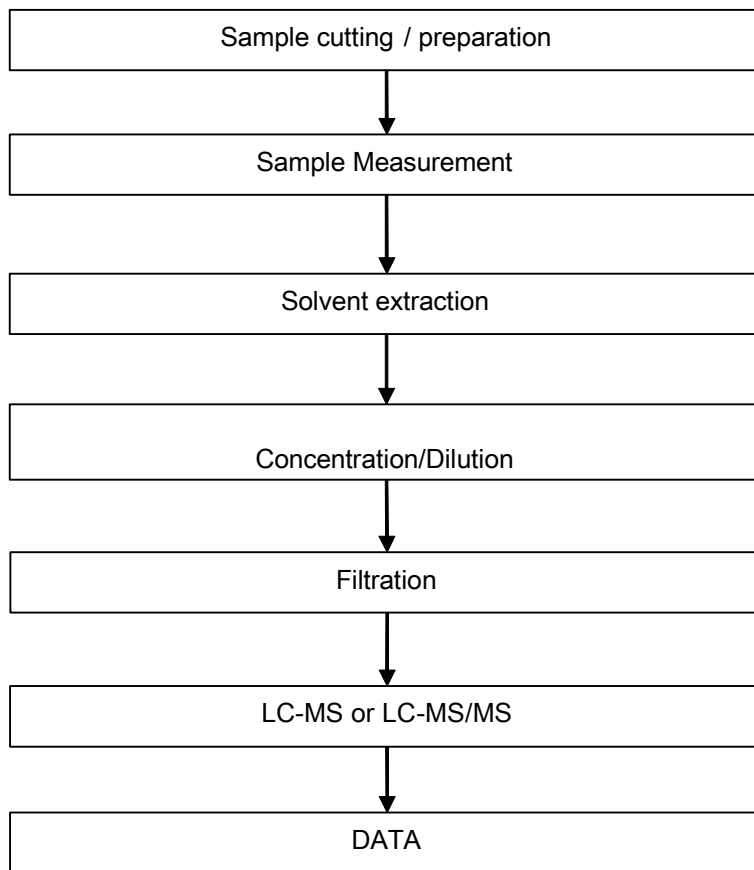 Sample cutting / preparation
Sample Measurement
Solvent extraction
Concentration/Dilution
Filtration
LC-MS or LC-MS/MS
DATA